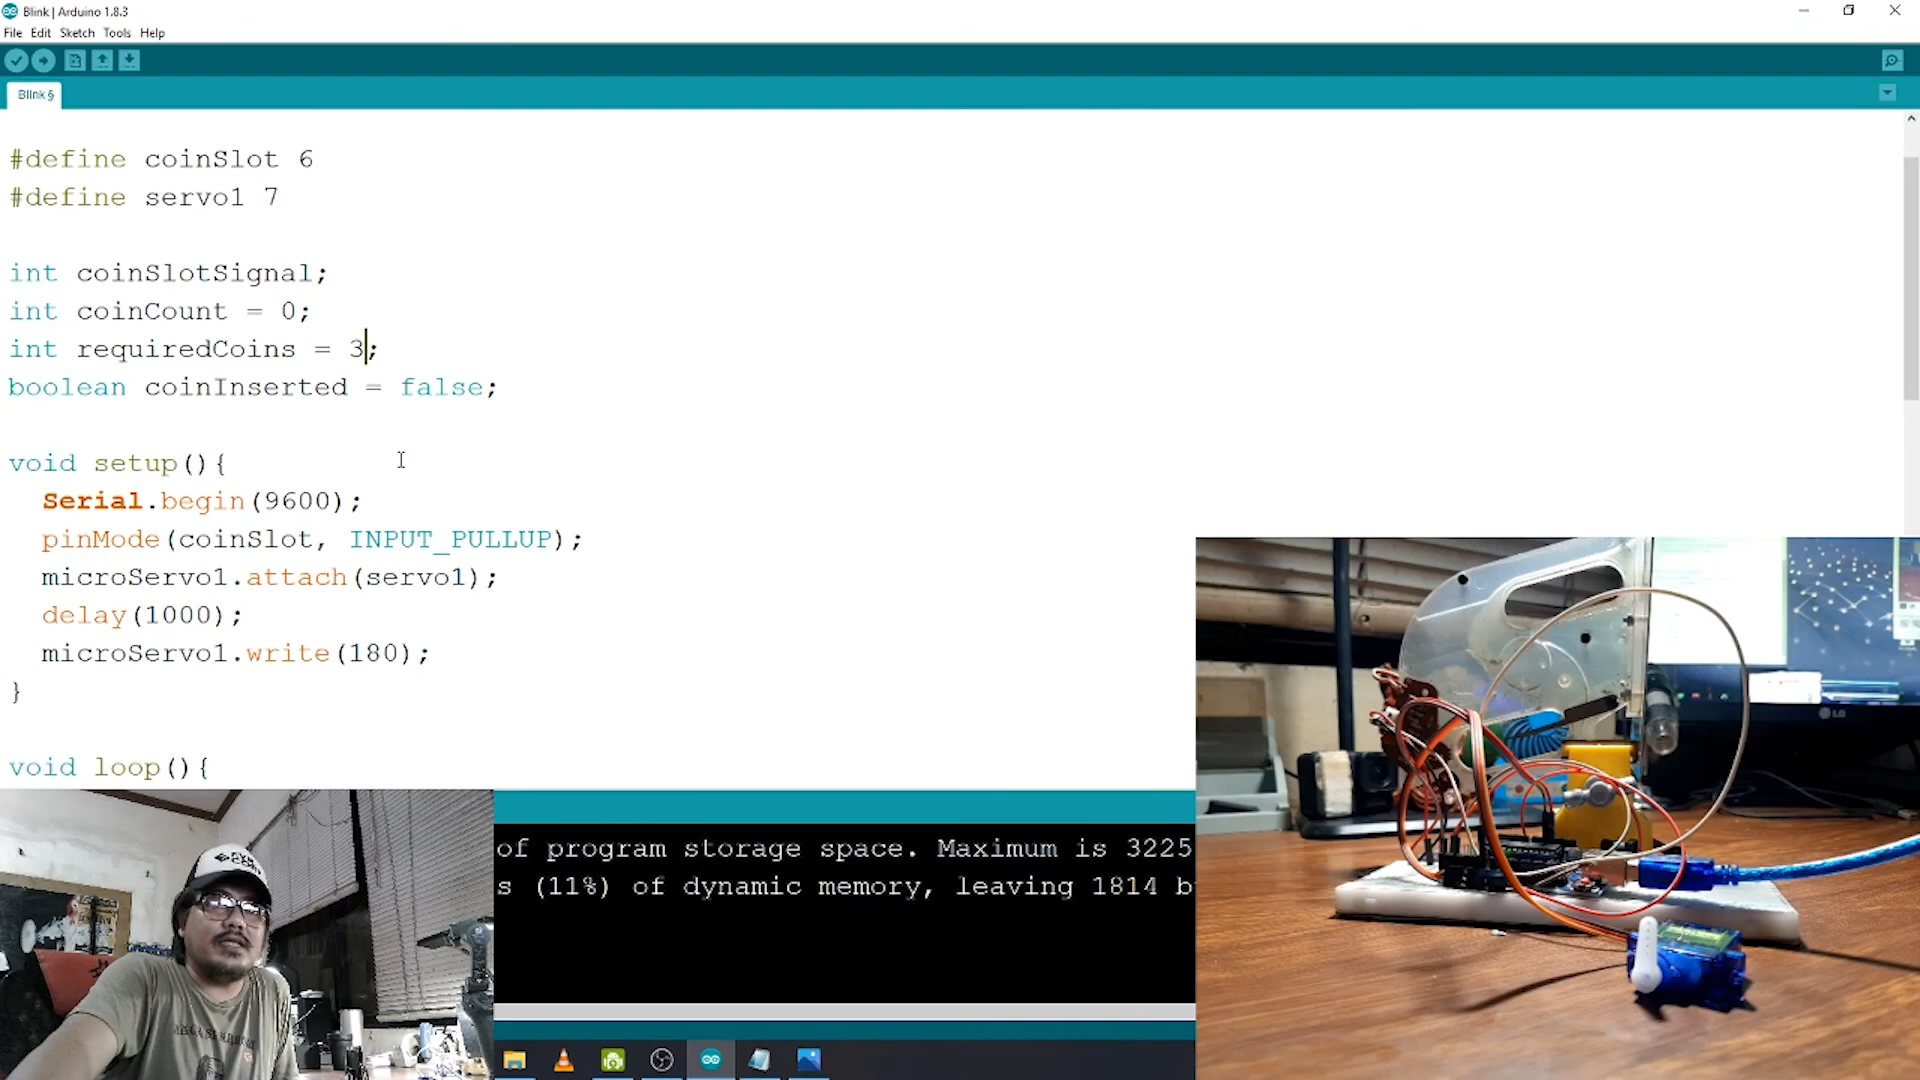 Blink | Arduino 1.8.3
File Edit Sketch Tools Help
Blink §
#define coinSlot 6
#define servo1 7
int coinSlotSignal;
int coinCount = 0;
int requiredCoins = 3;
boolean coinInserted = false;
void setup(){
Serial.begin(9600);
pinMode(coinSlot, INPUT_PULLUP);
microServo1.attach(servo1);
delay(1000);
microServo1.write(180);
}
void loop(){
of program storage space. Maximum is 3225
s (11%) of dynamic memory, leaving 1814 b
LG